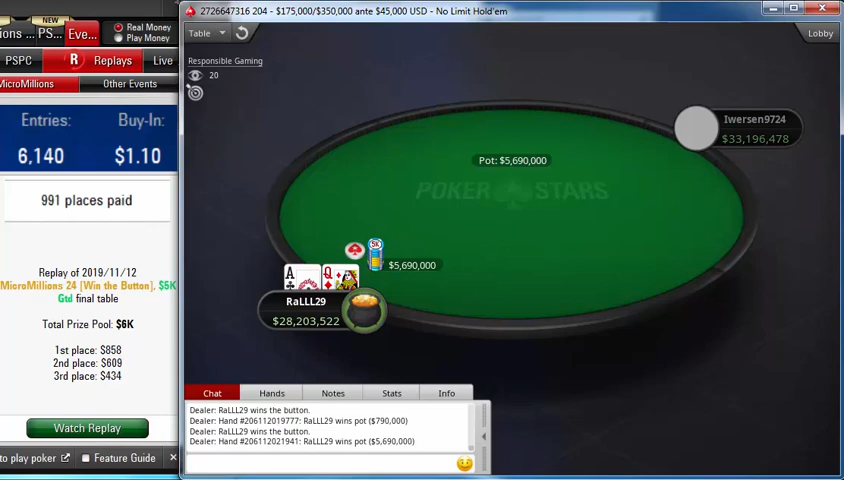 2726647316 204 - $175,000/$350,000 ante $45,000 USD - No Limit Hold'em
ions ... PS... Eve...
NEW
Real Money
Play Money
PSPC R Replays Live
MicroMillions Other Events
Entries: Buy-In:
6,140 $1.10
991 places paid
Replay of 2019/11/12
MicroMillions 24 [Win the Button], $5K
Gtd final table
Total Prize Pool: $6K
1st place: $858
2nd place: $609
3rd place: $434
Watch Replay
to play poker Feature Guide
Table
Lobby
Responsible Gaming
20
Iwersen9724
$33,196,478
Pot: $5,690,000
POKER STARS
5K
$5,690,000
A Q
RaLLL29
$28,203,522
Chat Hands Notes Stats Info
Dealer: RaLLL29 wins the button.
Dealer: Hand #206112019777: RaLLL29 wins pot ($790,000)
Dealer: RaLLL29 wins the button.
Dealer: Hand #206112021941: RaLLL29 wins pot ($5,690,000)